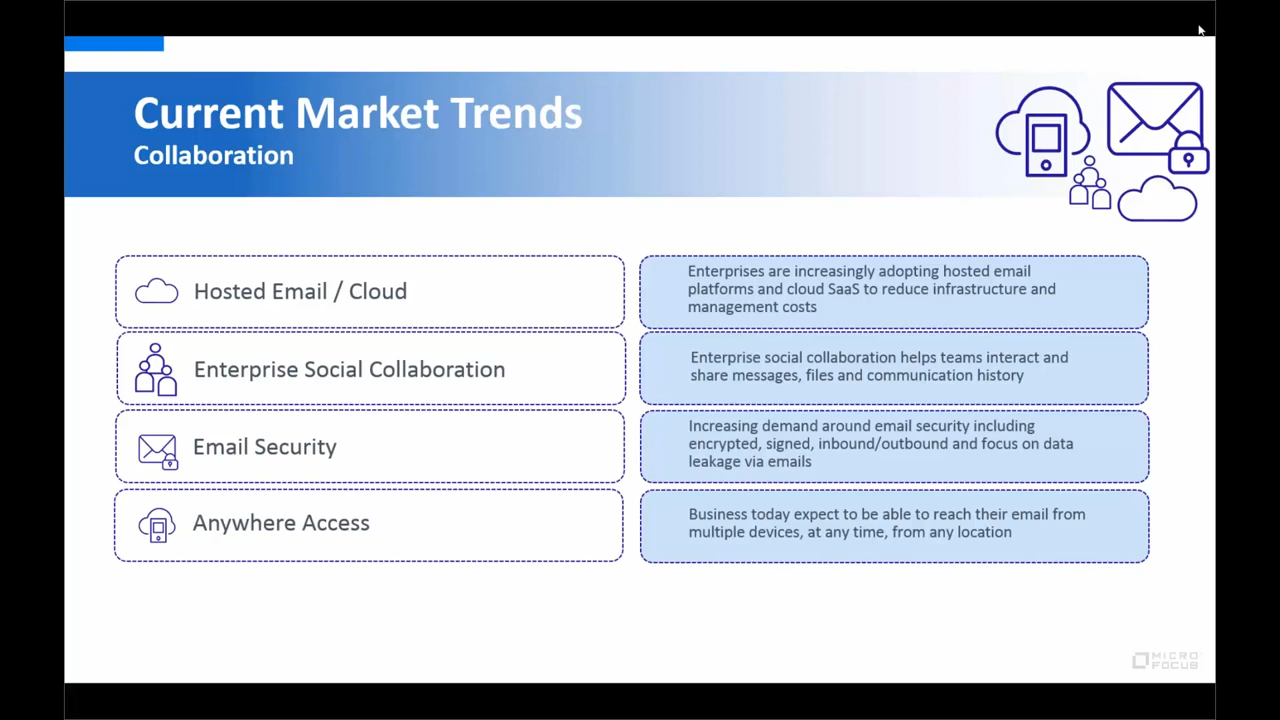 Current Market Trends
Collaboration
Hosted Email / Cloud
Enterprises are increasingly adopting hosted email
platforms and cloud SaaS to reduce infrastructure and
management costs
Enterprise Social Collaboration
Enterprise social collaboration helps teams interact and
share messages, files and communication history
Email Security
Increasing demand around email security including
encrypted, signed, inbound/outbound and focus on data
leakage via emails
Anywhere Access
Business today expect to be able to reach their email from
multiple devices, at any time, from any location
MICRO
FOCUS